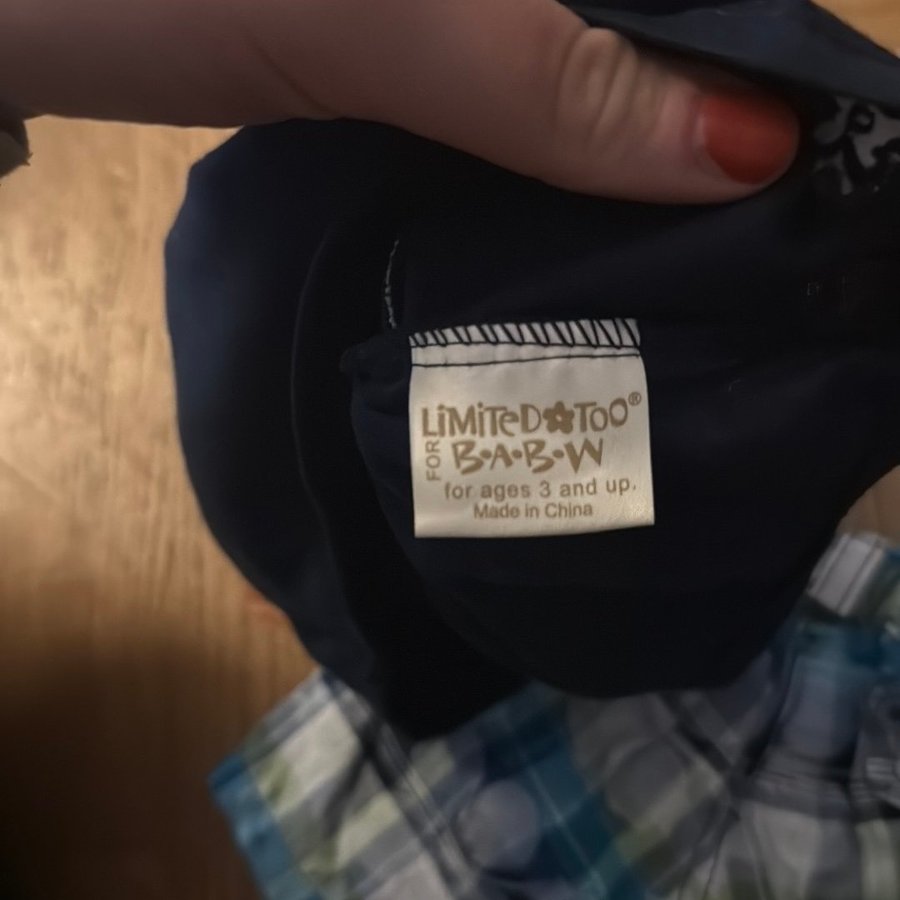 LiMiTeD TOO®
FOR B•A•B•W
for ages 3 and up.
Made in China